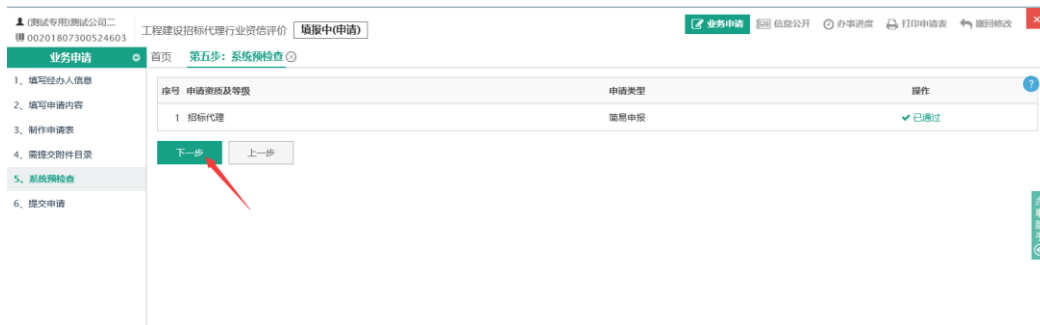 (测试专用)测试公司二
00201807300524603
工程建设招标代理行业资信评价 填报中(申请)
业务申请 信息公开 办事进度 打印申请表 撤回修改
业务申请
首页 第五步：系统预检查
1、填写经办人信息
2、填写申请内容
3、制作申请表
4、需提交附件目录
5、系统预检查
6、提交申请
序号 申请资质及等级 申请类型 操作
1 招标代理 简易申报 已通过
下一步 上一步